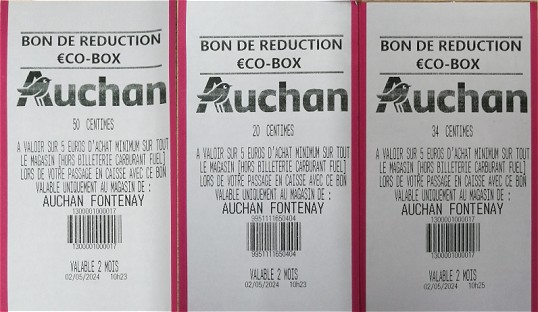 BON DE REDUCTION
€CO-BOX
Auchan
50 CENTIMES
A VALOIR SUR 5 EUROS D'ACHAT MINIMUM SUR TOUT
LE MAGASIN [HORS BILLETERIE CARBURANT FUEL]
LORS DE VOTRE PASSAGE EN CAISSE AVEC CE BON
VALABLE UNIQUEMENT AU MAGASIN DE :
AUCHAN FONTENAY
1300001000017
1300001000017
VALABLE 2 MOIS
02/05/2024 10h23
BON DE REDUCTION
€CO-BOX
Auchan
20 CENTIMES
A VALOIR SUR 5 EUROS D'ACHAT MINIMUM SUR TOUT
LE MAGASIN [HORS BILLETERIE CARBURANT FUEL]
LORS DE VOTRE PASSAGE EN CAISSE AVEC CE BON
VALABLE UNIQUEMENT AU MAGASIN DE :
AUCHAN FONTENAY
9951111650404
9951111650404
VALABLE 2 MOIS
02/05/2024 10h23
BON DE REDUCTION
€CO-BOX
Auchan
34 CENTIMES
A VALOIR SUR 5 EUROS D'ACHAT MINIMUM SUR TOUT
LE MAGASIN [HORS BILLETERIE CARBURANT FUEL]
LORS DE VOTRE PASSAGE EN CAISSE AVEC CE BON
VALABLE UNIQUEMENT AU MAGASIN DE :
AUCHAN FONTENAY
1300001000017
1300001000017
VALABLE 2 MOIS
02/05/2024 10h25